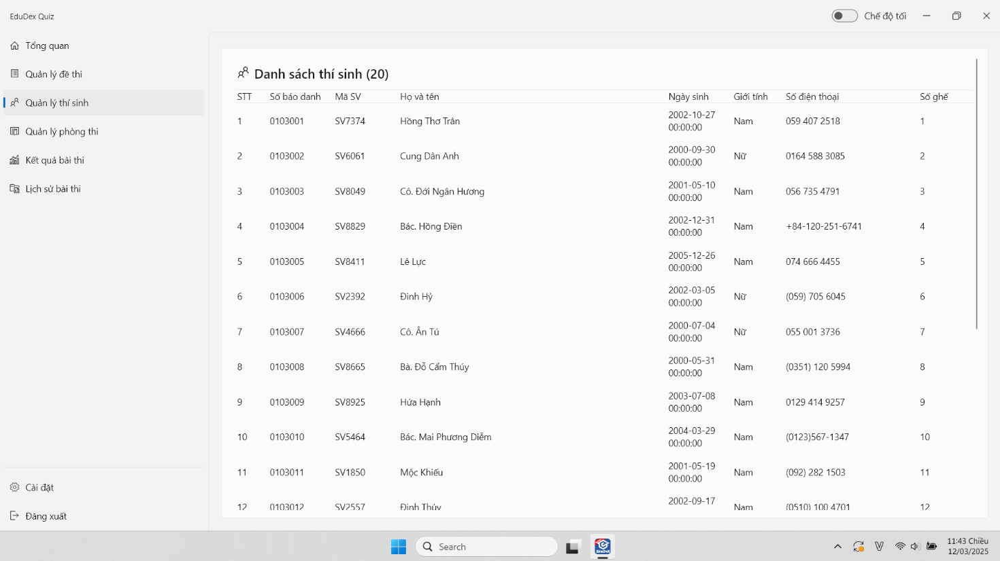 EduDex Quiz
Chế độ tối
Tổng quan
Quản lý đề thi
Quản lý thí sinh
Quản lý phòng thi
Kết quả bài thi
Lịch sử bài thi
Cài đặt
Đăng xuất
Danh sách thí sinh (20)
STT Số báo danh Mã SV Họ và tên Ngày sinh Giới tính Số điện thoại Số ghế
1 0103001 SV7374 Hồng Thơ Trân 2002-10-27 00:00:00 Nam 059 407 2518 1
2 0103002 SV6061 Cung Dân Anh 2000-09-30 00:00:00 Nữ 0164 588 3085 2
3 0103003 SV8049 Cô. Đới Ngân Hương 2001-05-10 00:00:00 Nam 056 735 4791 3
4 0103004 SV8829 Bác. Hồng Điền 2002-12-31 00:00:00 Nam +84-120-251-6741 4
5 0103005 SV8411 Lê Lực 2005-12-26 00:00:00 Nam 074 666 4455 5
6 0103006 SV2392 Đinh Hỷ 2002-03-05 00:00:00 Nữ (059) 705 6045 6
7 0103007 SV4666 Cô. Ân Tú 2000-07-04 00:00:00 Nữ 055 001 3736 7
8 0103008 SV8665 Bà. Đỗ Cẩm Thúy 2000-05-31 00:00:00 Nam (0351) 120 5994 8
9 0103009 SV8925 Hứa Hạnh 2003-07-08 00:00:00 Nam 0129 414 9257 9
10 0103010 SV5464 Bác. Mai Phương Diễm 2004-03-29 00:00:00 Nam (0123)567-1347 10
11 0103011 SV1850 Mộc Khiếu 2001-05-19 00:00:00 Nam (092) 282 1503 11
12 0103012 SV2557 Đinh Thủy 2002-09-17 Nam (0510) 100 4701 12
Search
EduDex
V
11:43 Chiều
12/03/2025